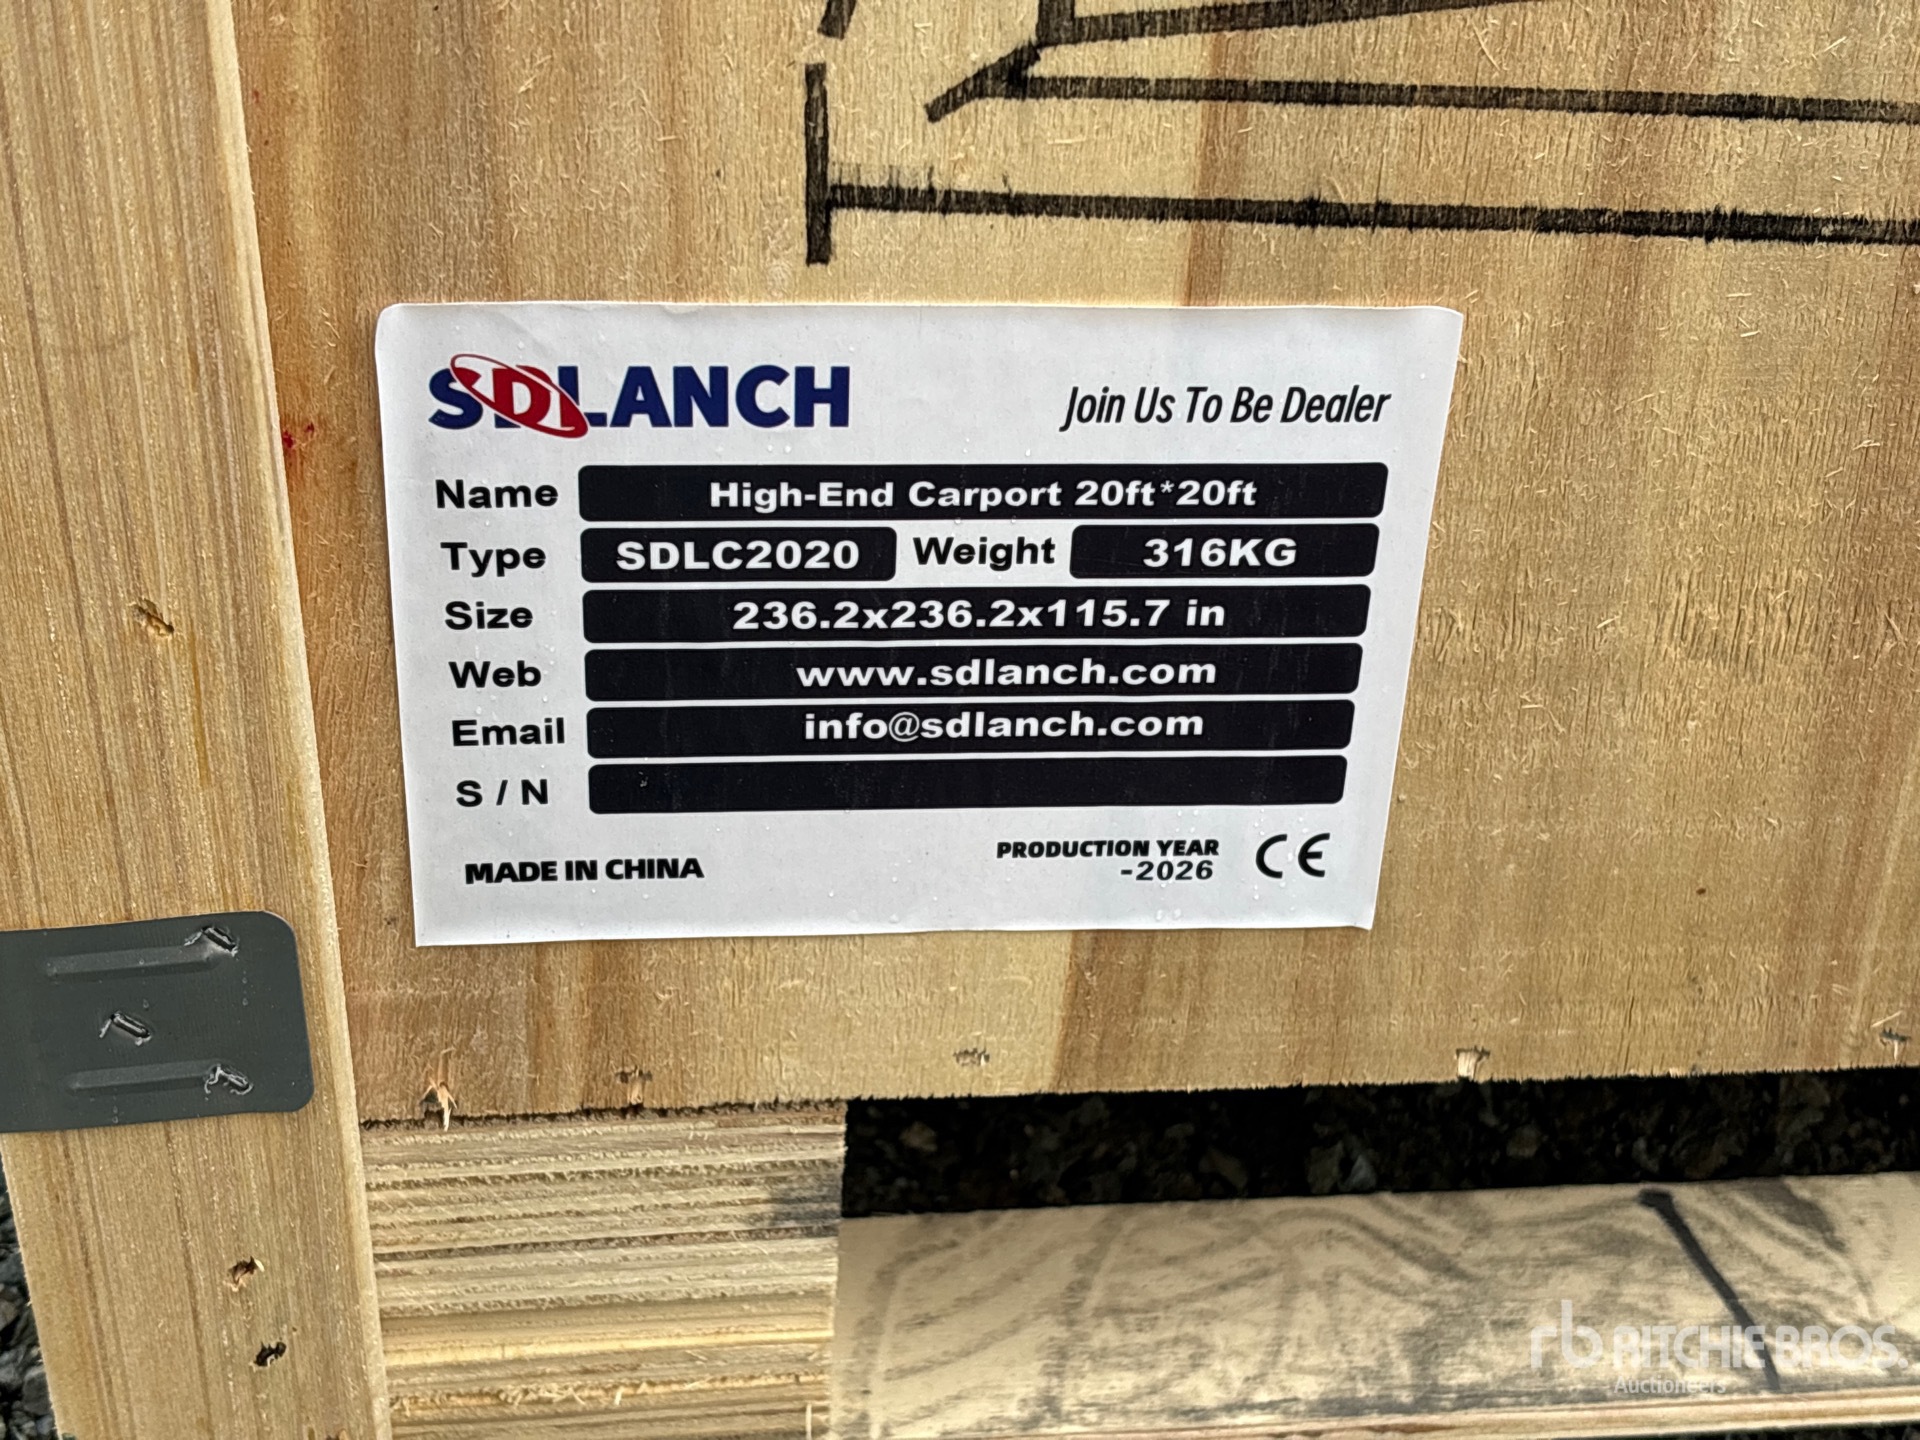 SDLANCH
Join Us To Be Dealer
Name High-End Carport 20ft*20ft
Type SDLC2020 Weight 316KG
Size 236.2x236.2x115.7 in
Web www.sdlanch.com
Email info@sdlanch.com
S / N
MADE IN CHINA
PRODUCTION YEAR
-2026
CE
rb RITCHIE BROS.
Auctioneers